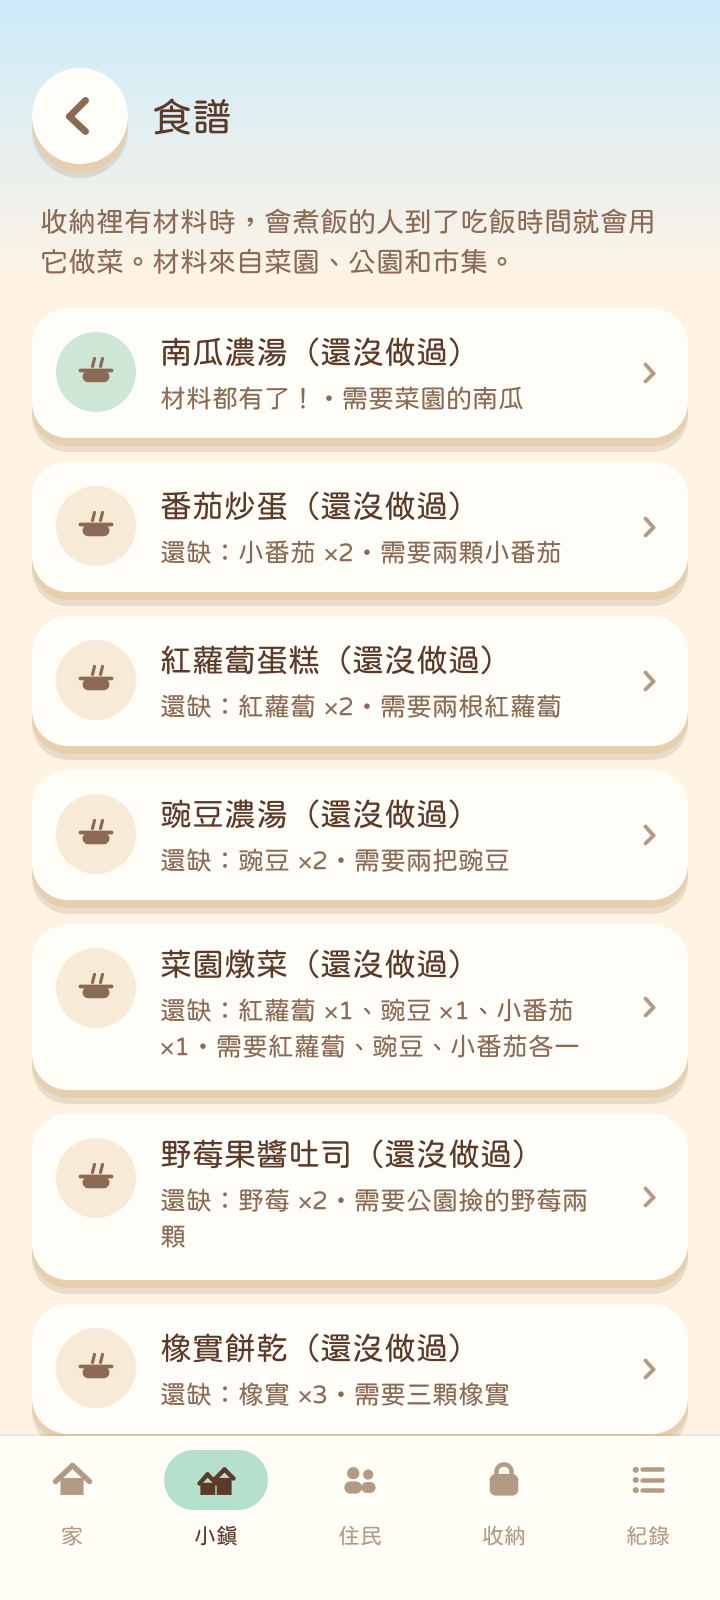 食譜
收納裡有材料時，會煮飯的人到了吃飯時間就會用
它做菜。材料來自菜園、公園和市集。
南瓜濃湯（還沒做過）
材料都有了！・需要菜園的南瓜
番茄炒蛋（還沒做過）
還缺：小番茄 ×2・需要兩顆小番茄
紅蘿蔔蛋糕（還沒做過）
還缺：紅蘿蔔 ×2・需要兩根紅蘿蔔
豌豆濃湯（還沒做過）
還缺：豌豆 ×2・需要兩把豌豆
菜園燉菜（還沒做過）
還缺：紅蘿蔔 ×1、豌豆 ×1、小番茄
×1・需要紅蘿蔔、豌豆、小番茄各一
野莓果醬吐司（還沒做過）
還缺：野莓 ×2・需要公園撿的野莓兩
顆
橡實餅乾（還沒做過）
還缺：橡實 ×3・需要三顆橡實
家
小鎮
住民
收納
紀錄